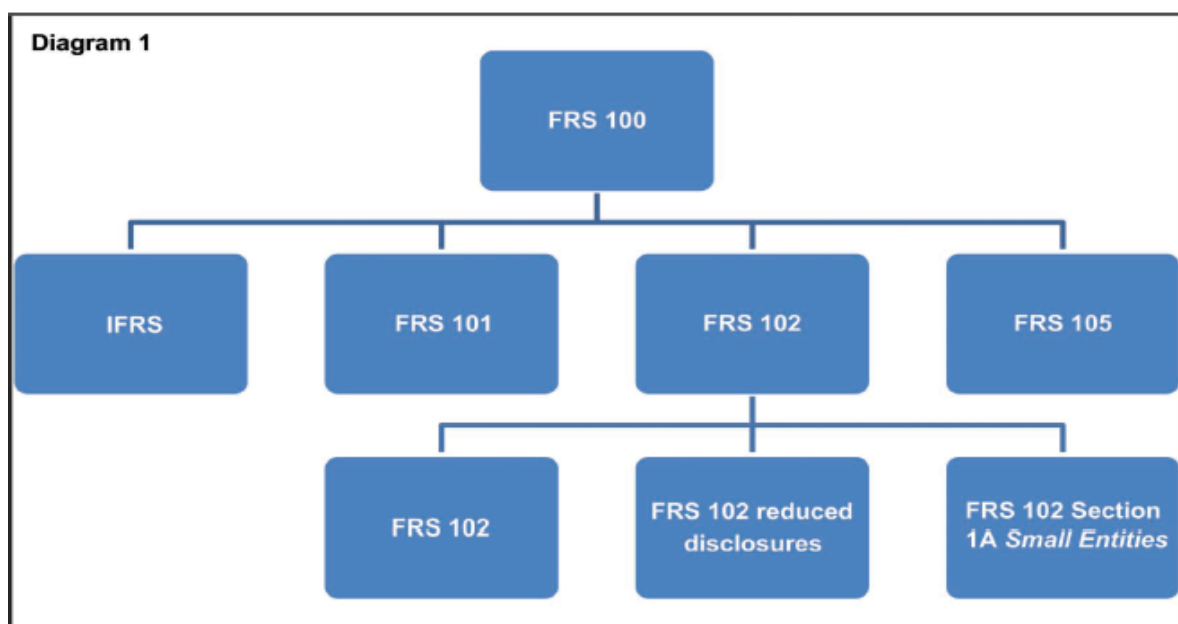 Diagram 1
FRS 100
IFRS
FRS 101
FRS 102
FRS 105
FRS 102
FRS 102 reduced
disclosures
FRS 102 Section
1A Small Entities